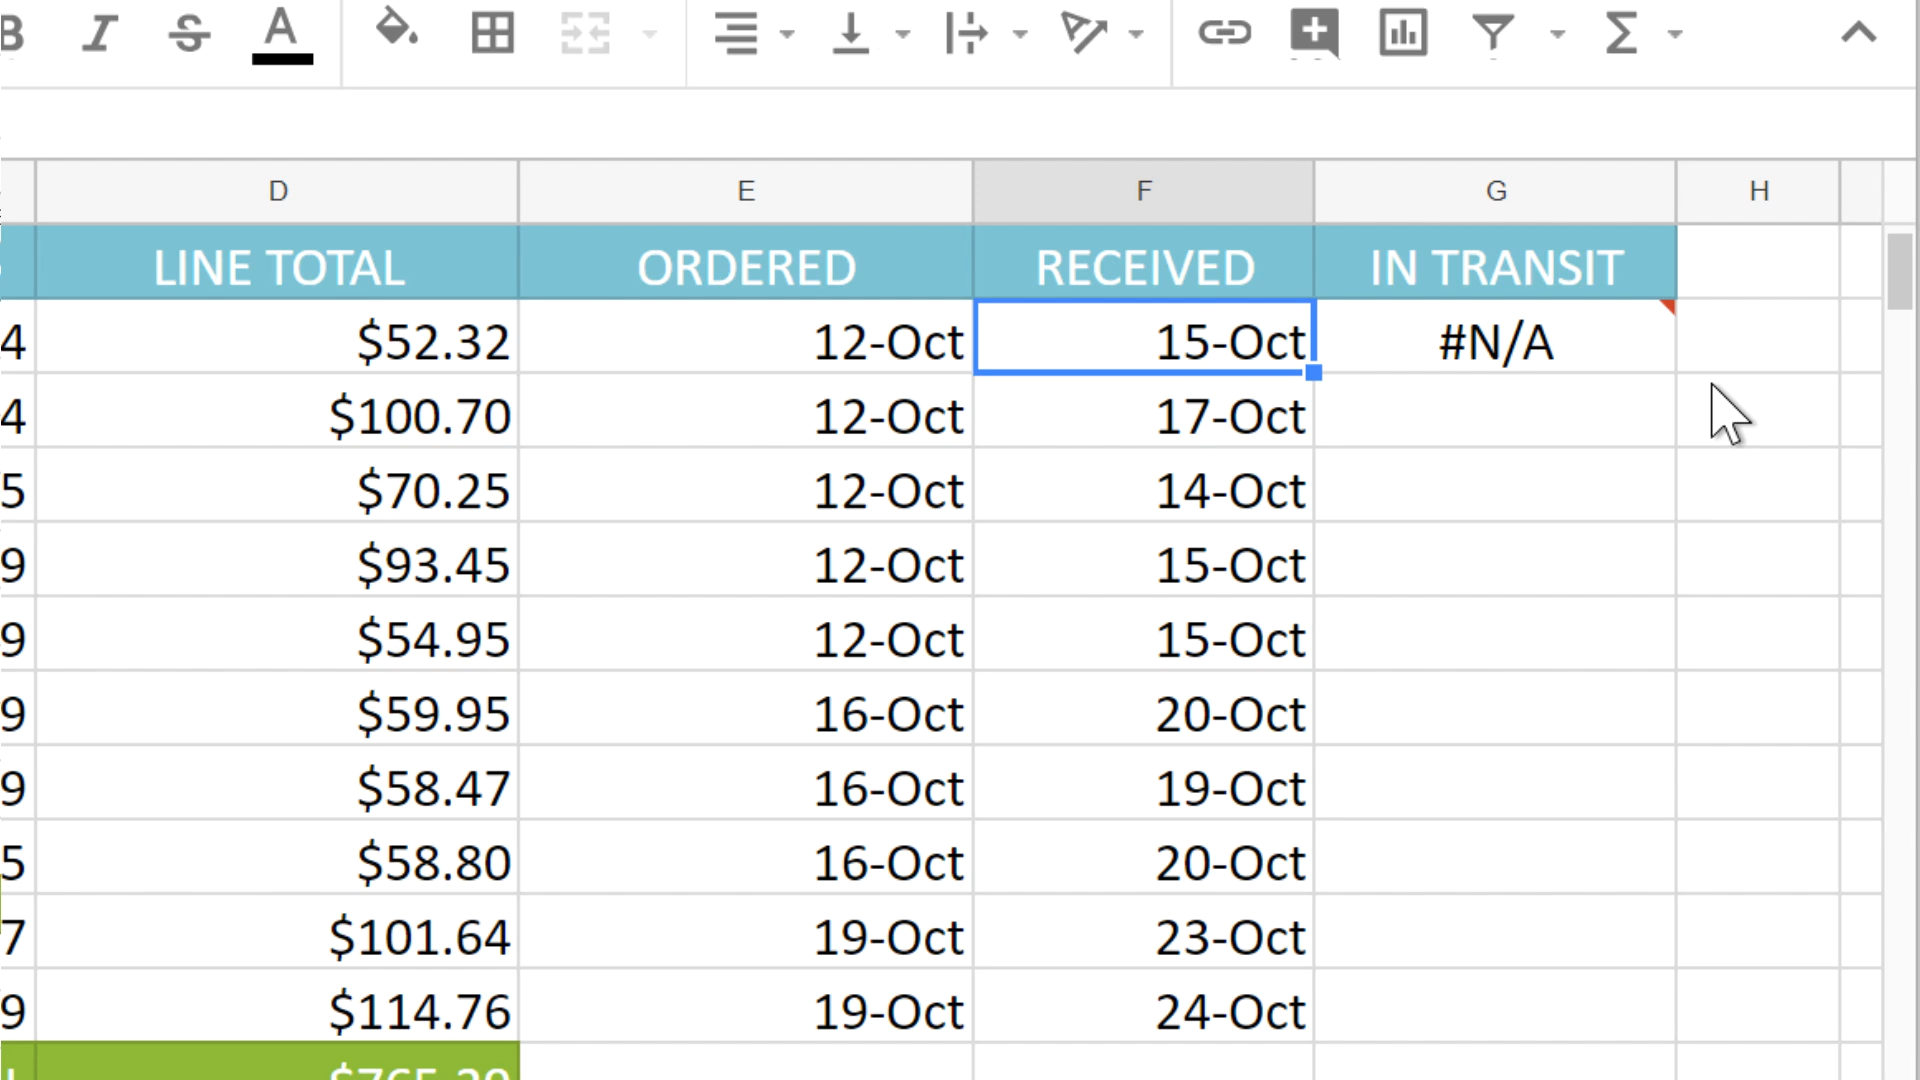 B I S A
D E F G H
LINE TOTAL ORDERED RECEIVED IN TRANSIT
4 $52.32 12-Oct 15-Oct #N/A
4 $100.70 12-Oct 17-Oct
5 $70.25 12-Oct 14-Oct
9 $93.45 12-Oct 15-Oct
9 $54.95 12-Oct 15-Oct
9 $59.95 16-Oct 20-Oct
9 $58.47 16-Oct 19-Oct
5 $58.80 16-Oct 20-Oct
7 $101.64 19-Oct 23-Oct
9 $114.76 19-Oct 24-Oct